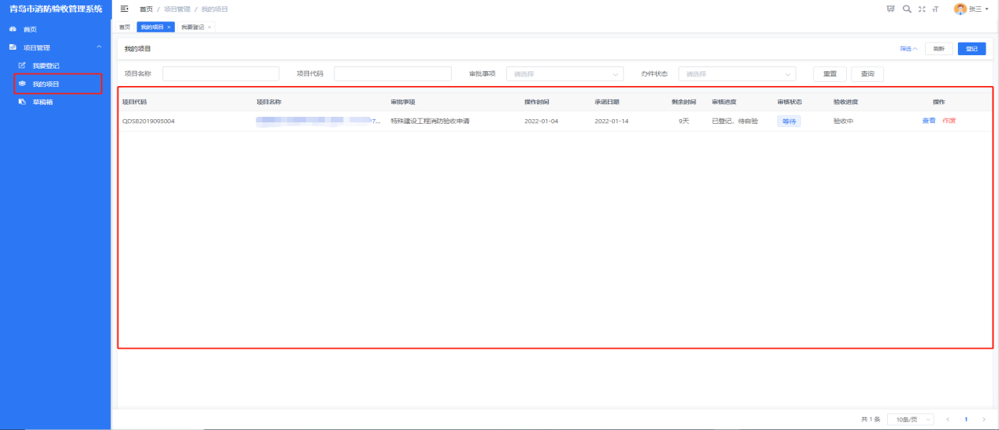 青岛市消防验收管理系统
首页 / 项目管理 / 我的项目
张三
首页
项目管理
我要登记
我的项目
草稿箱
首页 我的项目 × 我要登记 ×
我的项目
筛选 刷新 登记
项目名称 项目代码 审批事项 请选择 办件状态 请选择 重置 查询
项目代码 项目名称 审批事项 操作时间 承诺日期 剩余时间 审核进度 审核状态 验收进度 操作
QDSB2019095004 7... 特殊建设工程消防验收申请 2022-01-04 2022-01-14 9天 已登记，待自验 等待 验收中 查看 作废
共 1 条 10条/页 < 1 >